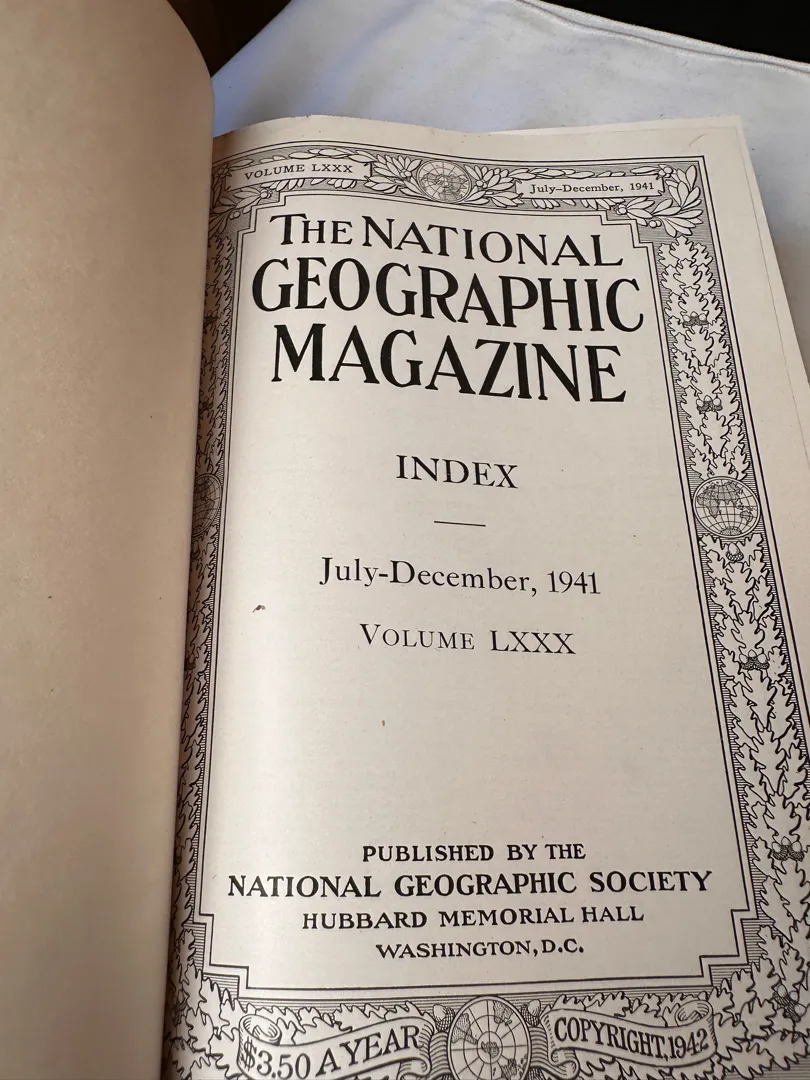 VOLUME LXXX
July–December, 1941
THE NATIONAL
GEOGRAPHIC
MAGAZINE
INDEX
July-December, 1941
VOLUME LXXX
PUBLISHED BY THE
NATIONAL GEOGRAPHIC SOCIETY
HUBBARD MEMORIAL HALL
WASHINGTON, D.C.
$3.50 A YEAR
COPYRIGHT, 1942